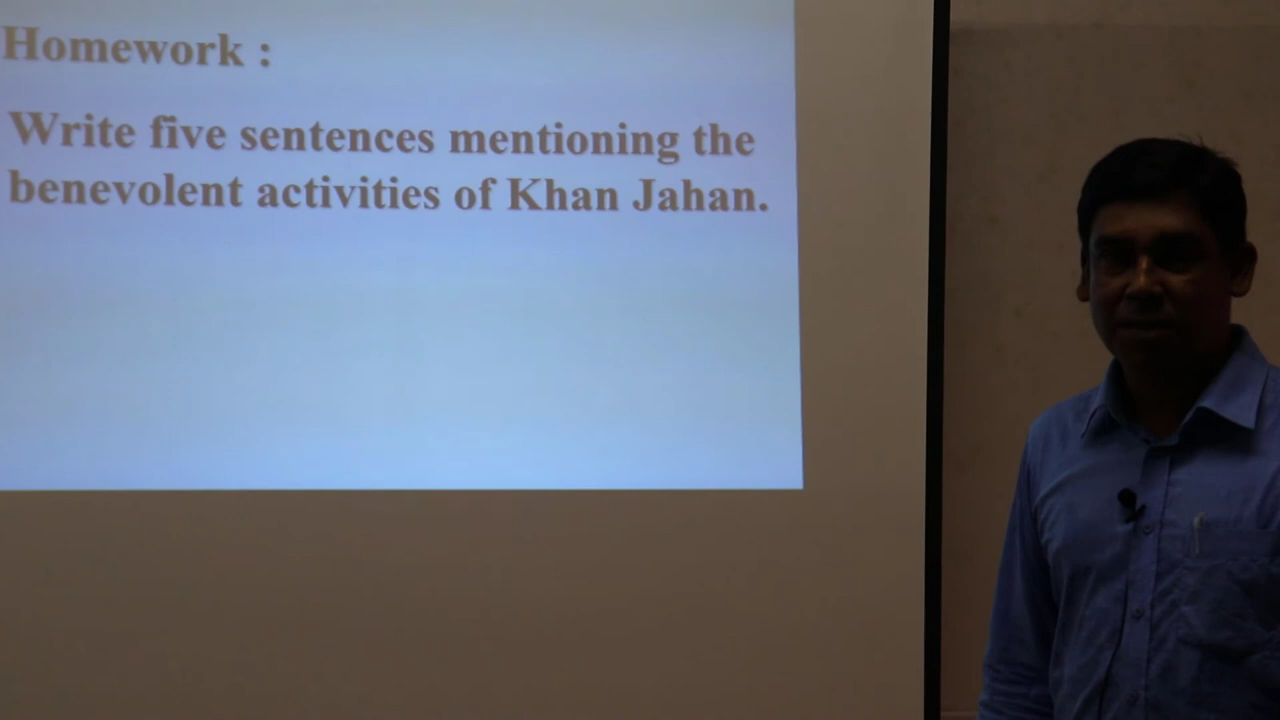 Homework :
Write five sentences mentioning the
benevolent activities of Khan Jahan.